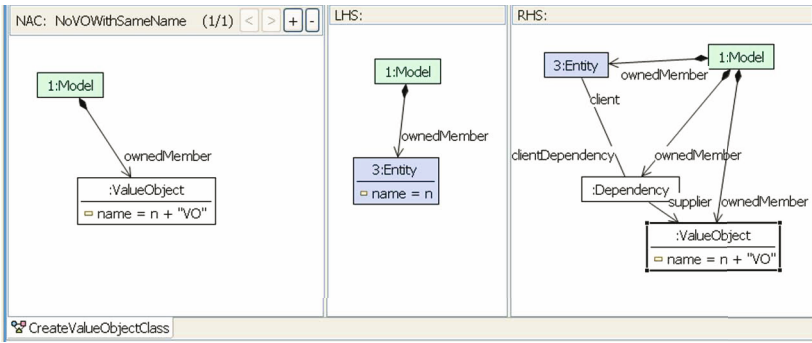 NAC: NoVOWithSameName (1/1) < > + -
1:Model
ownedMember
:ValueObject
name = n + "VO"
LHS:
1:Model
ownedMember
3:Entity
name = n
RHS:
3:Entity
1:Model
ownedMember
client
clientDependency
ownedMember
:Dependency
supplier
ownedMember
:ValueObject
name = n + "VO"
CreateValueObjectClass